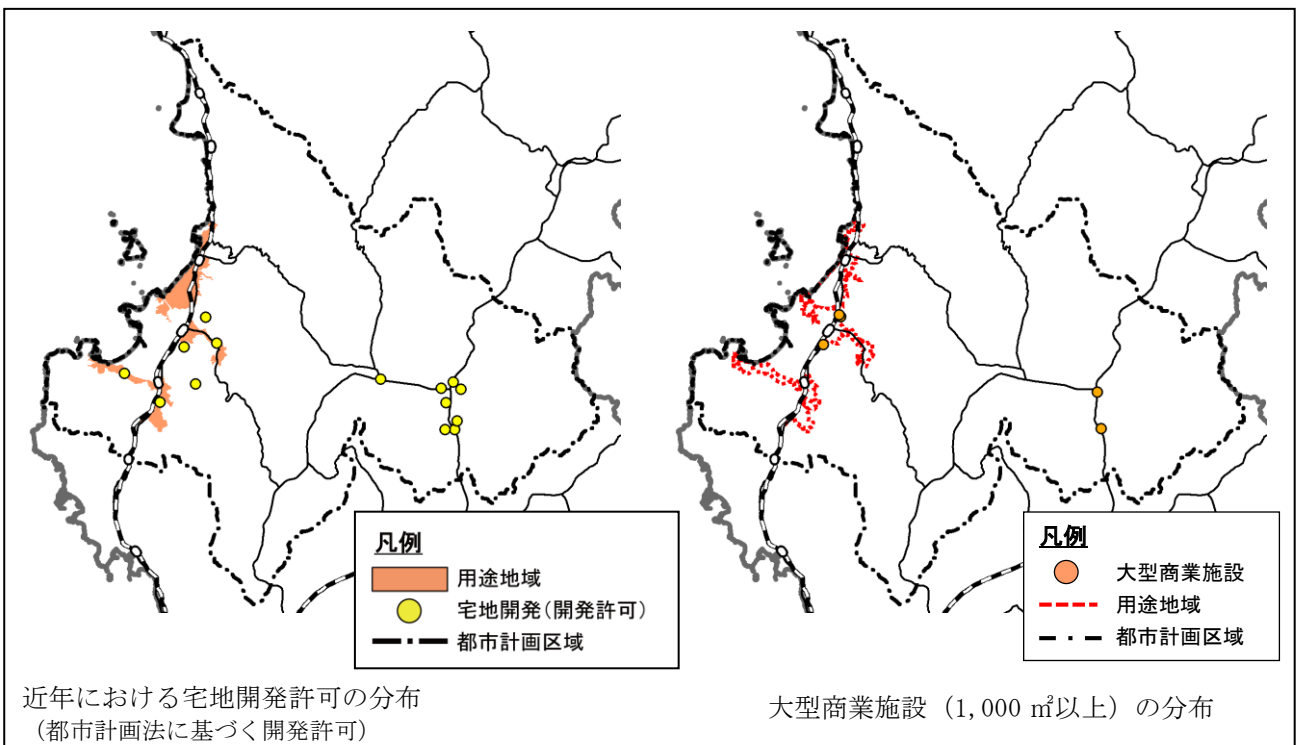 凡例
用途地域
宅地開発（開発許可）
都市計画区域
近年における宅地開発許可の分布
（都市計画法に基づく開発許可）
凡例
大型商業施設
用途地域
都市計画区域
大型商業施設（1,000 ㎡以上）の分布